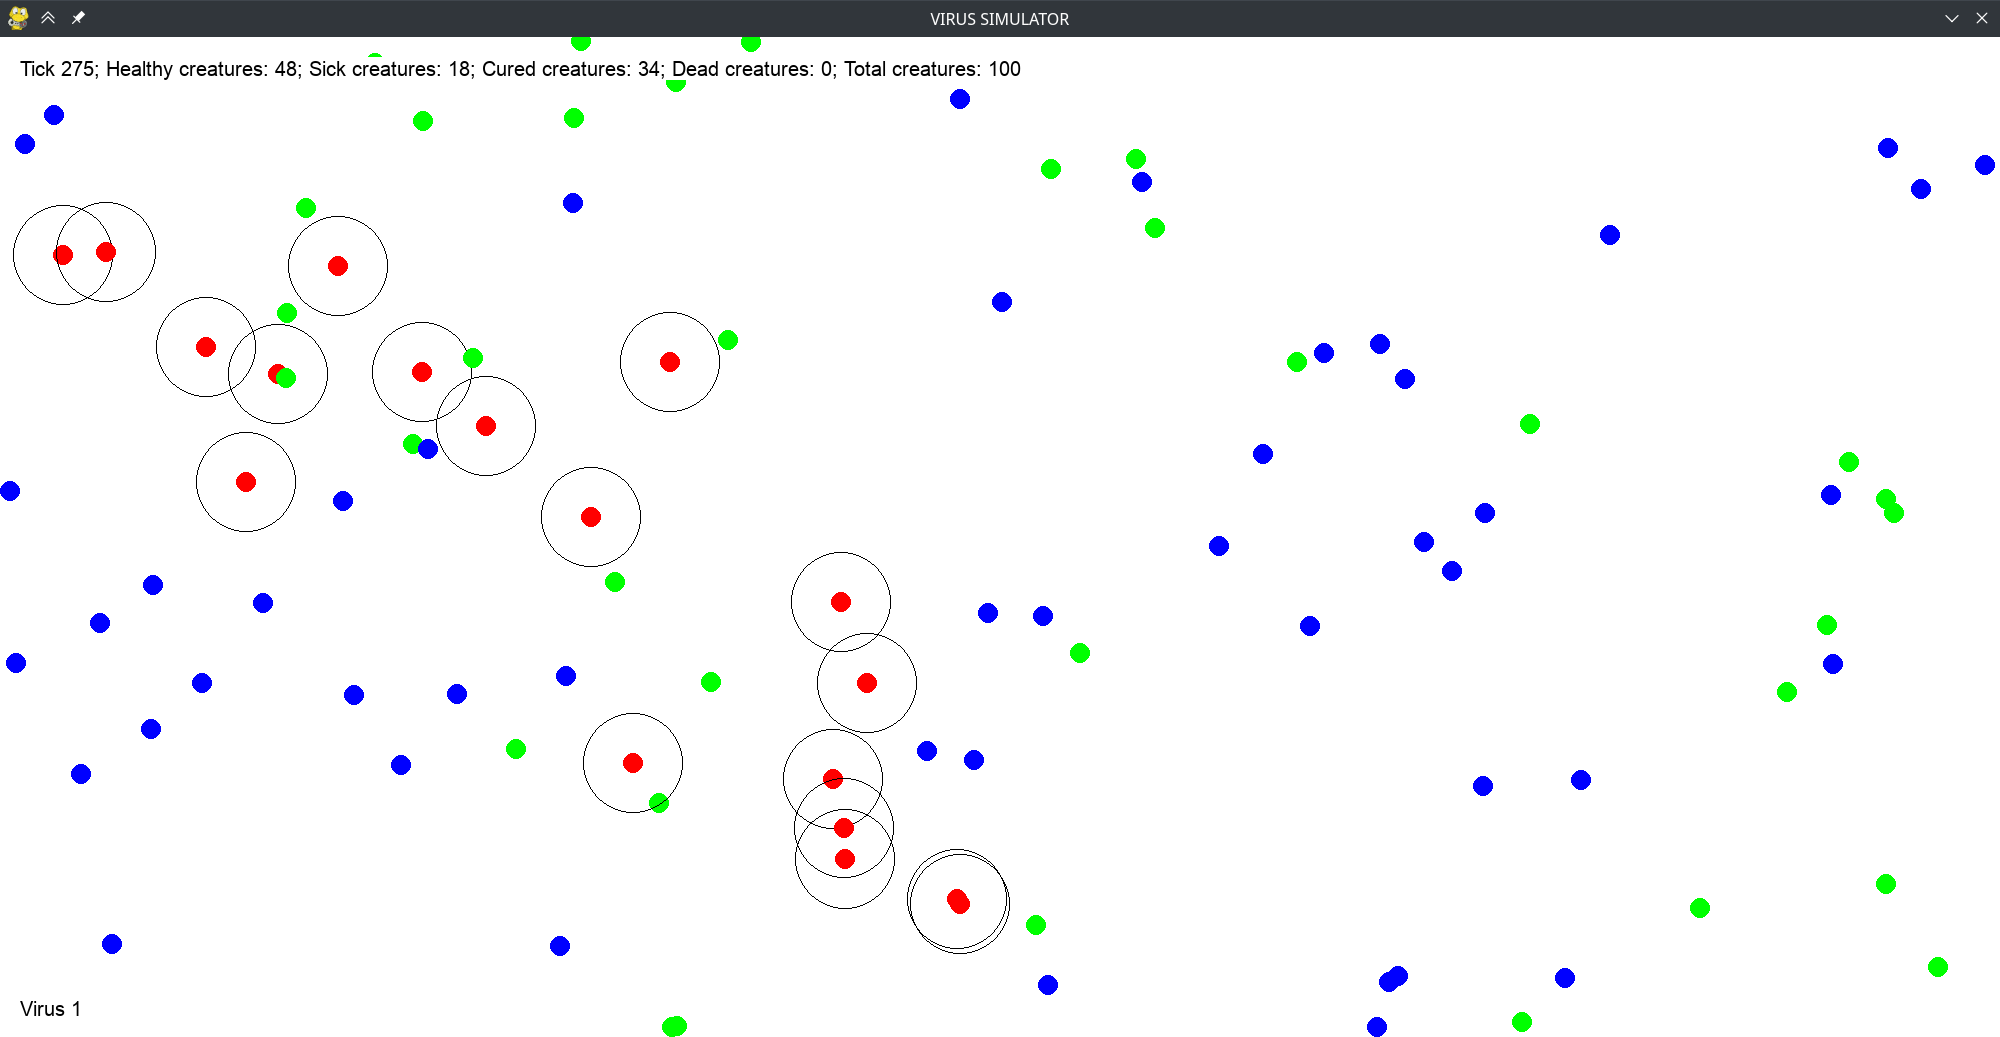 VIRUS SIMULATOR
Tick 275; Healthy creatures: 48; Sick creatures: 18; Cured creatures: 34; Dead creatures: 0; Total creatures: 100
Virus 1